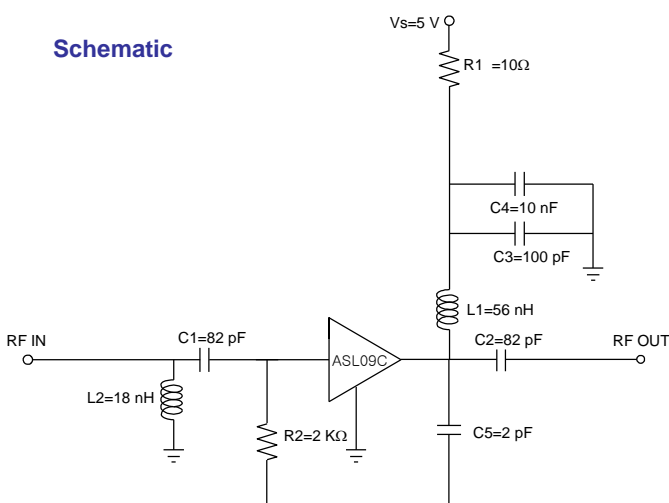 Schematic
Vs=5 V
R1 =10Ω
C4=10 nF
C3=100 pF
L1=56 nH
RF IN
C1=82 pF
ASL09C
C2=82 pF
RF OUT
L2=18 nH
R2=2 KΩ
C5=2 pF